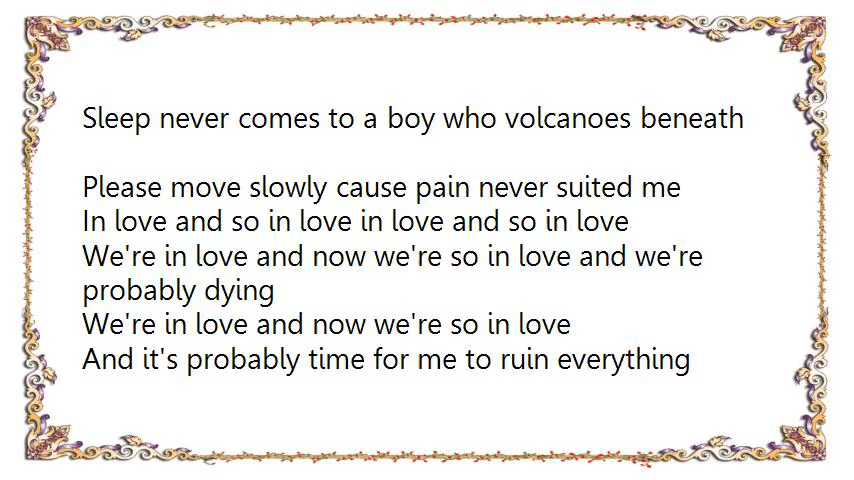 Sleep never comes to a boy who volcanoes beneath
Please move slowly cause pain never suited me
In love and so in love in love and so in love
We're in love and now we're so in love and we're
probably dying
We're in love and now we're so in love
And it's probably time for me to ruin everything